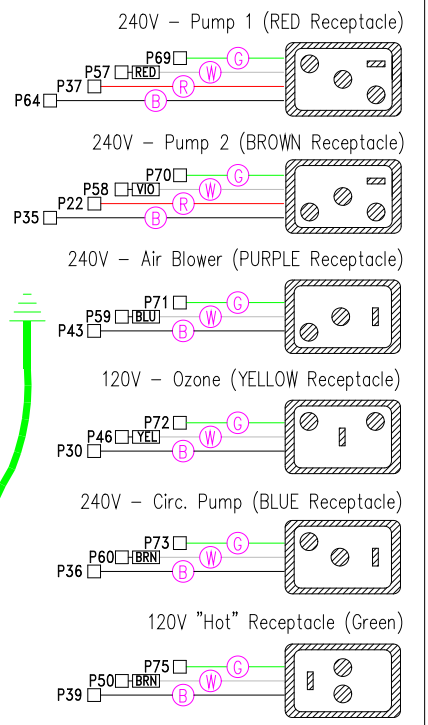 240V - Pump 1 (RED Receptacle)
P69 G
P57 RED W
P37 R
P64 B
240V - Pump 2 (BROWN Receptacle)
P70 G
P58 VIO W
P22 R
P35 B
240V - Air Blower (PURPLE Receptacle)
P71 G
P59 BLU W
P43 B
120V - Ozone (YELLOW Receptacle)
P72 G
P46 YEL W
P30 B
240V - Circ. Pump (BLUE Receptacle)
P73 G
P60 BRN W
P36 B
120V "Hot" Receptacle (Green)
P75 G
P50 BRN W
P39 B